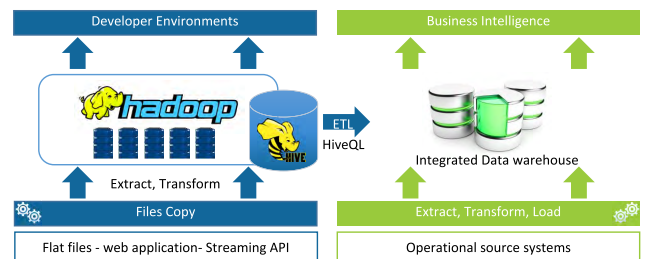 Developer Environments
Business Intelligence
hadoop
HIVE
ETL
HiveQL
Integrated Data warehouse
Extract, Transform
Files Copy
Extract, Transform, Load
Flat files - web application- Streaming API
Operational source systems